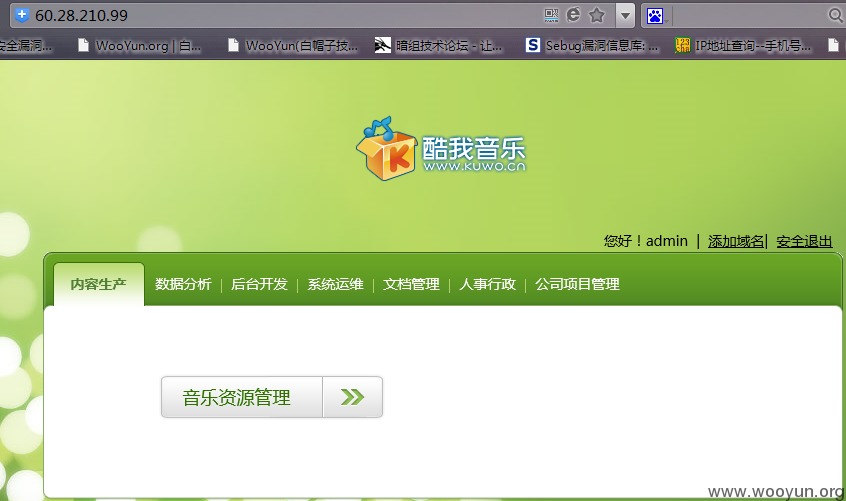 60.28.210.99
安全漏洞... WooYun.org | 白... WooYun(白帽子技... 暗组技术论坛 - 让... Sebug漏洞信息库: ... IP地址查询--手机号...
酷我音乐
www.kuwo.cn
您好！admin | 添加域名| 安全退出
内容生产 数据分析 | 后台开发 | 系统运维 | 文档管理 | 人事行政 | 公司项目管理
音乐资源管理
www.wooyun.org